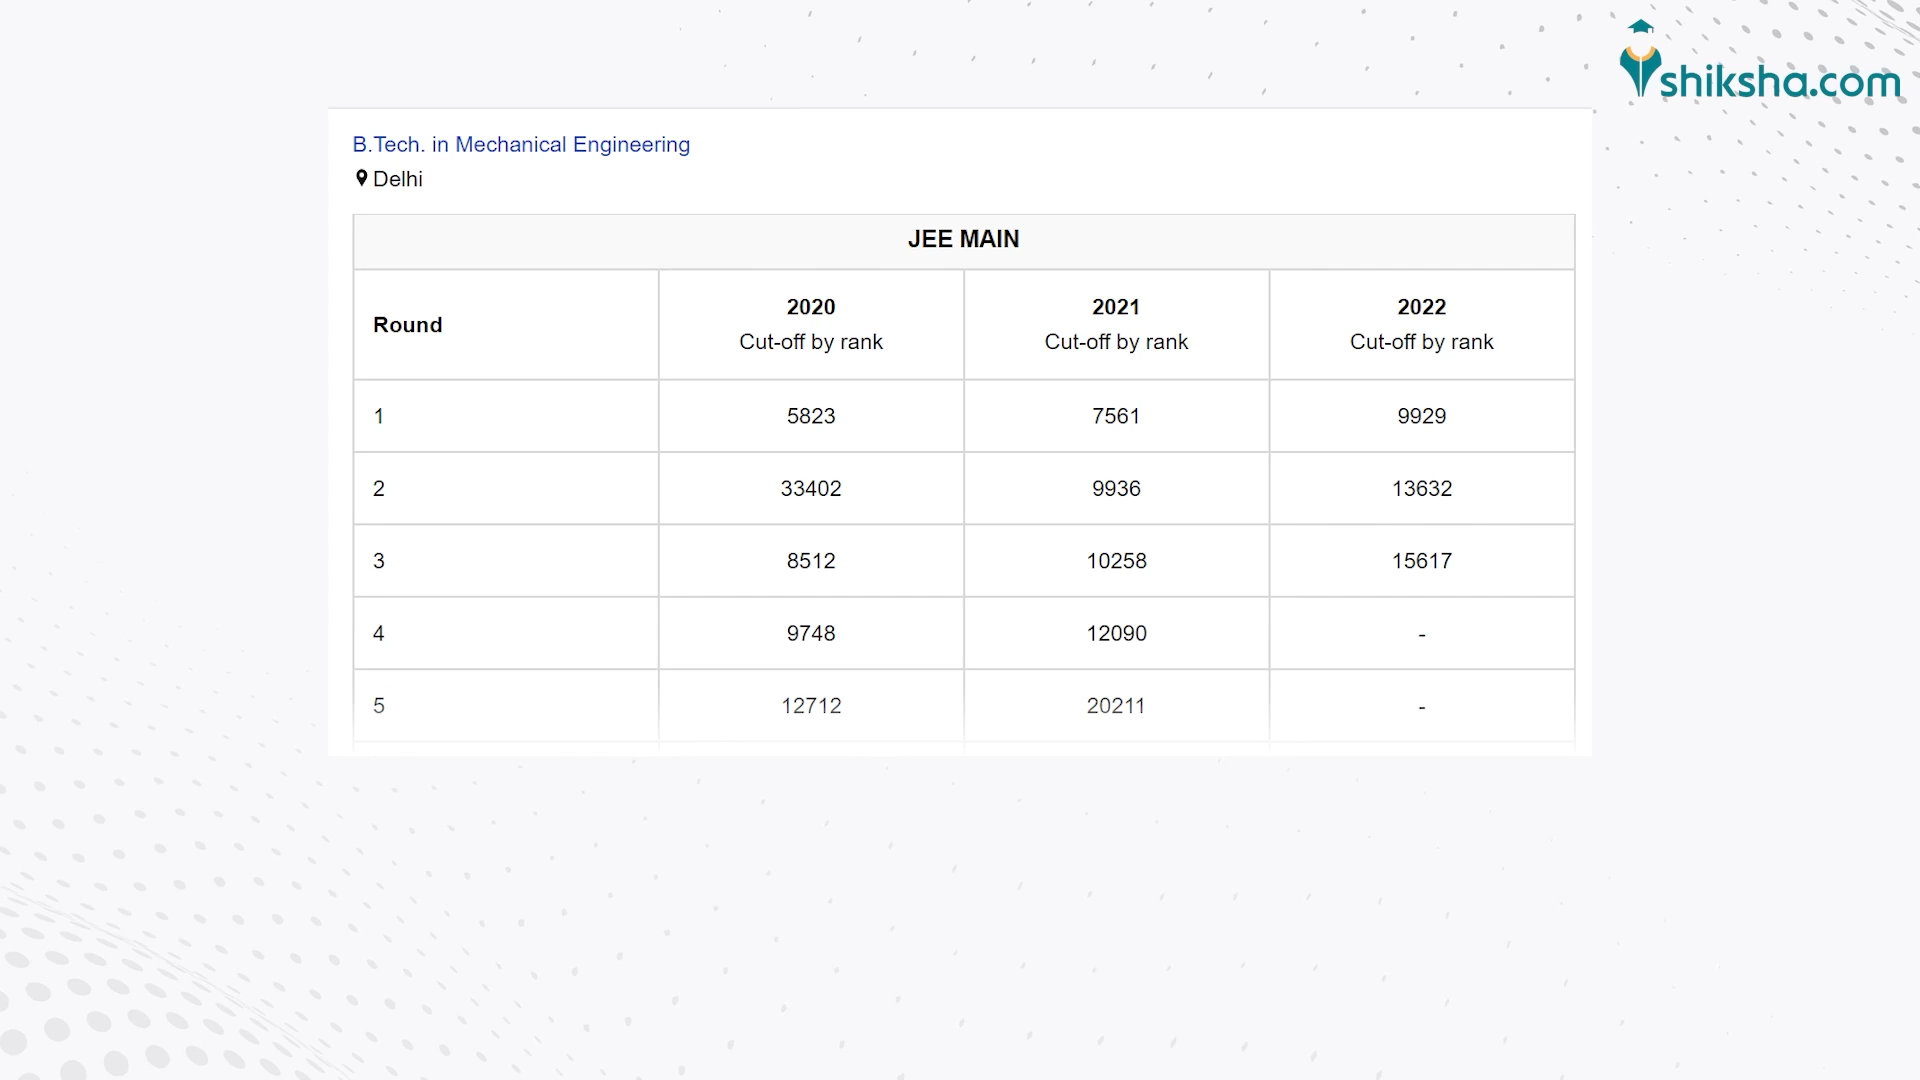 shiksha.com
B.Tech. in Mechanical Engineering
Delhi
JEE MAIN
Round
2020
Cut-off by rank
2021
Cut-off by rank
2022
Cut-off by rank
1 5823 7561 9929
2 33402 9936 13632
3 8512 10258 15617
4 9748 12090 -
5 12712 20211 -